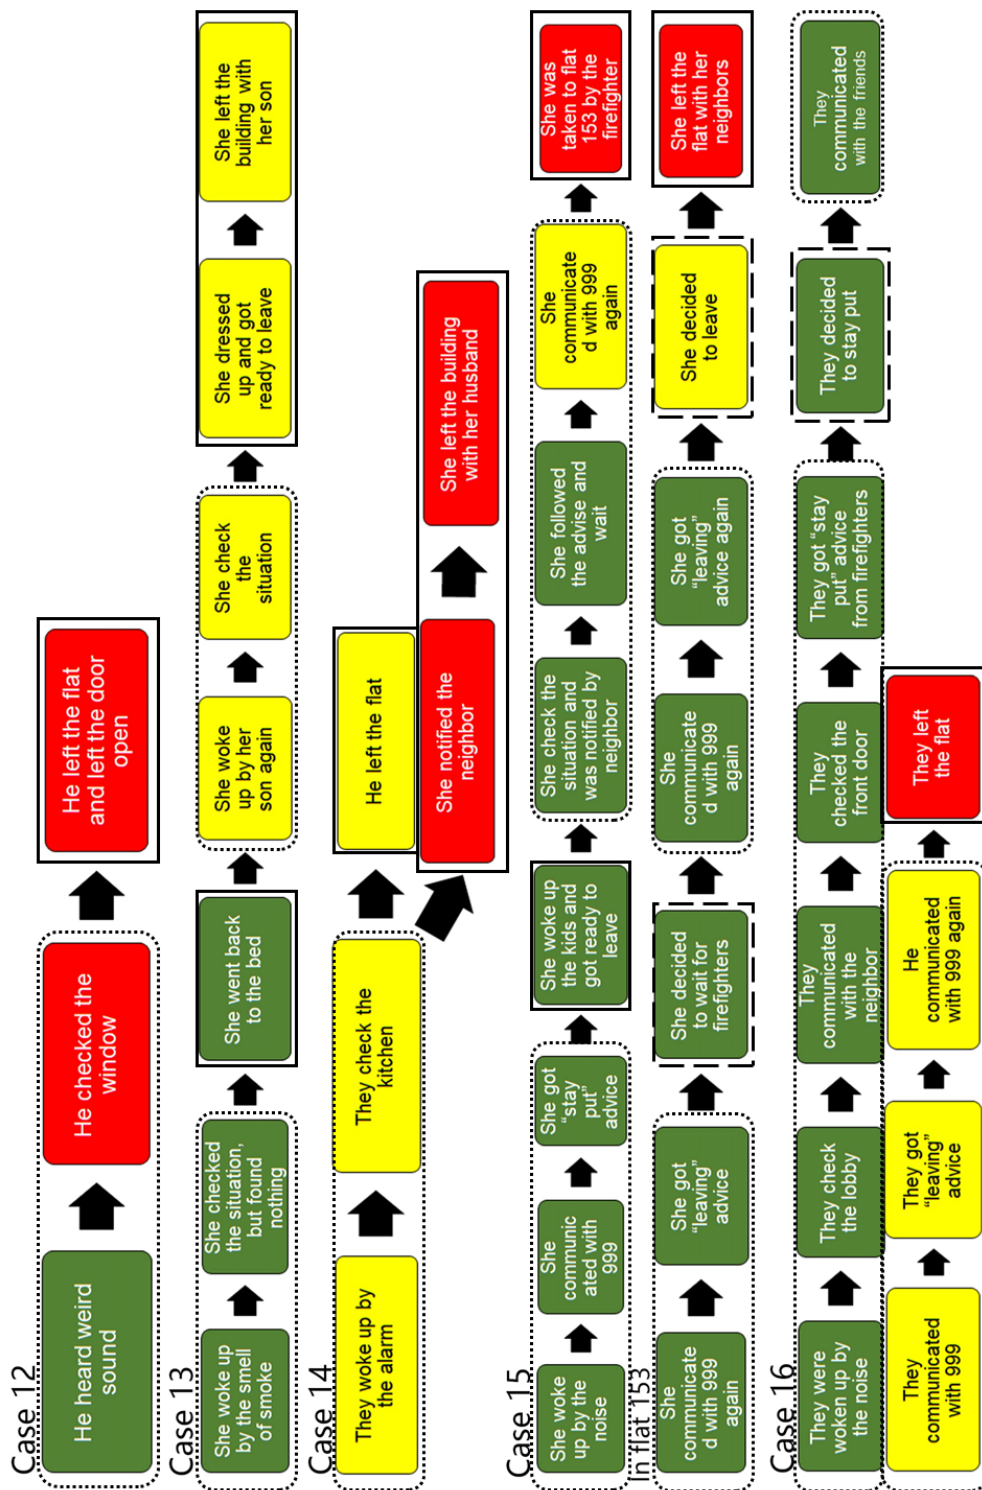 Case 12
He heard weird
sound
He checked the
window
He left the flat
and left the door
open
Case 13
She woke up
by the smell
of smoke
She checked
the situation,
but found
nothing
She went back
to the bed
She woke
up by her
son again
She check
the
situation
She dressed
up and got
ready to leave
She left the
building with
her son
Case 14
They woke up by
the alarm
They check the
kitchen
He left the flat
She notified the
neighbor
She left the building
with her husband
Case 15
She woke
up by the
noise
She
communic
ated with
999
She got
"stay
put"
advice
She woke up
the kids and
got ready to
leave
She check the
situation and
was notified by
neighbor
She followed
the advise and
wait
She
communicate
d with 999
again
She was
taken to flat
153 by the
firefighter
in flat 153
She
communicate
d with 999
again
She got
"leaving"
advice
She decided
to wait for
firefighters
She
communicate
d with 999
again
She got
"leaving"
advice again
She decided
to leave
She left the
flat with her
neighbors
Case 16
They were
woken up by
the noise
They check
the lobby
They
communicated
with the
neighbor
They
checked the
front door
They got "stay
put" advice
from firefighters
They decided
to stay put
They
communicated
with the friends
They
communicated
with 999
They got
"leaving"
advice
He
communicated
with 999 again
They left
the flat